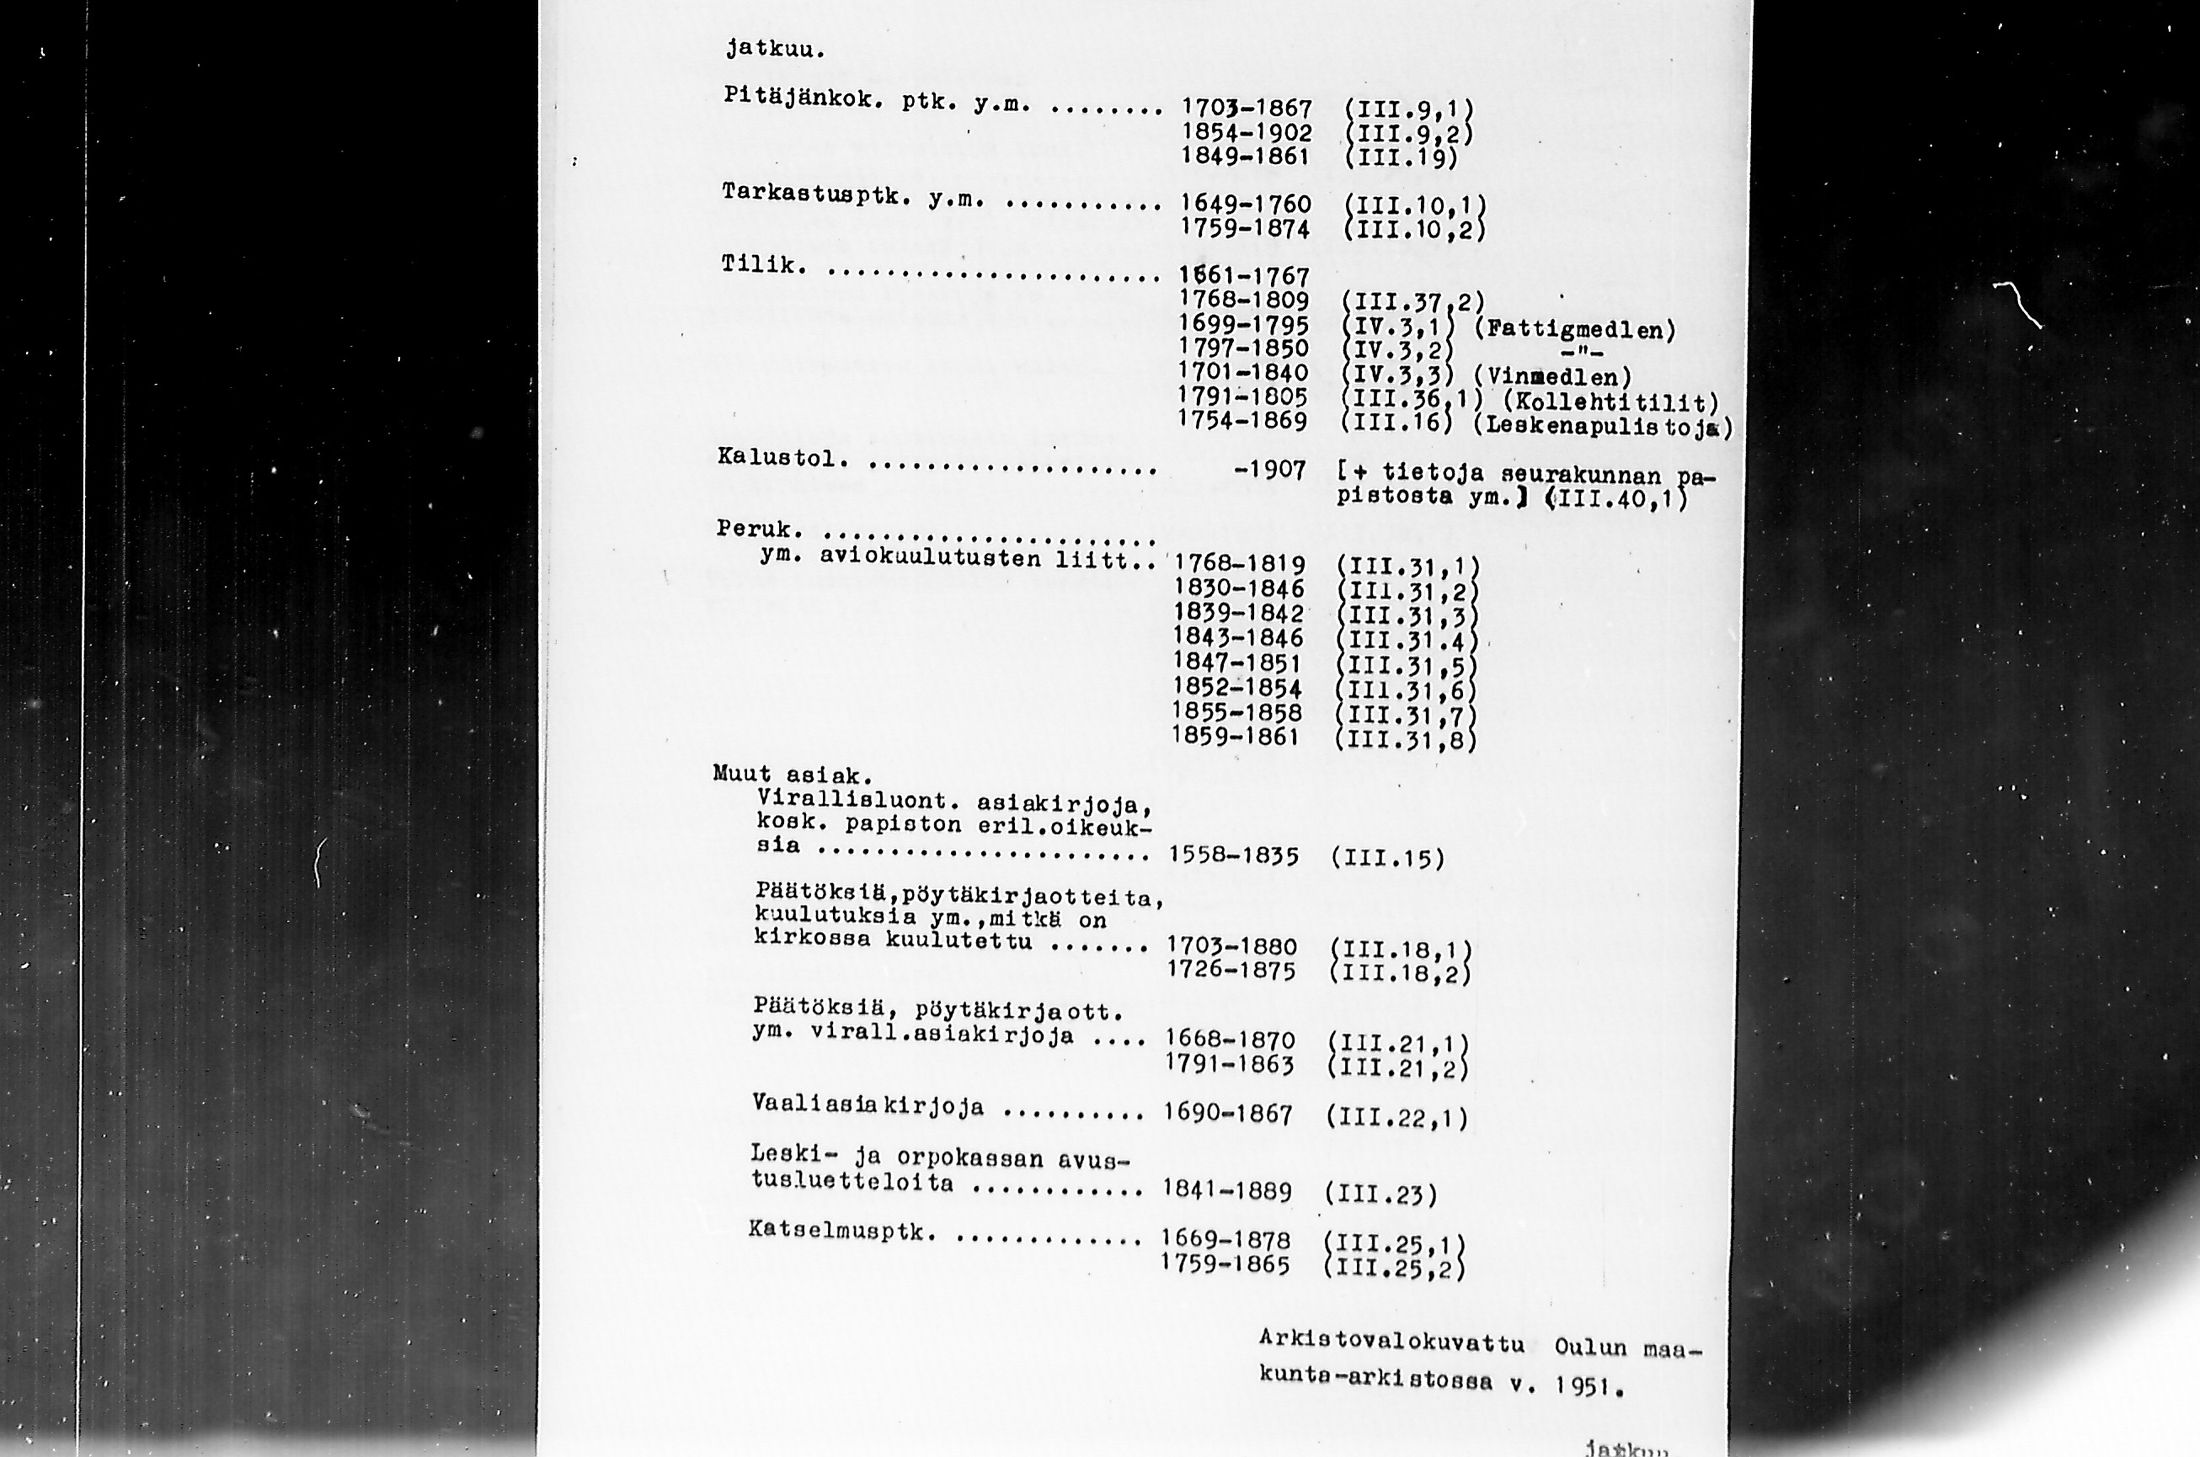 jatkuu.
Pitäjänkok. ptk. y.m. ........ 1703-1867 (III.9,1)
1854-1902 (III.9,2)
1849-1861 (III.19)
Tarkastusptk. y.m. ........... 1649-1760 (III.10,1)
1759-1874 (III.10,2)
Tilik. ....................... 1661-1767
1768-1809 (III.37,2)
1699-1795 (IV.3,1) (Fattigmedlen)
1797-1850 (IV.3,2) -"-
1701-1840 (IV.3,3) (Vinmedlen)
1791-1805 (III.36,1) (Kollehtitilit)
1754-1869 (III.16) (Leskenapulistoja)
Kalustol. .................... -1907 [+ tietoja seurakunnan pa-
pistosta ym.] (III.40,1)
Peruk. .......................
ym. aviokuulutusten liitt.. 1768-1819 (III.31,1)
1830-1846 (III.31,2)
1839-1842 (III.31,3)
1843-1846 (III.31.4)
1847-1851 (III.31,5)
1852-1854 (III.31,6)
1855-1858 (III.31,7)
1859-1861 (III.31,8)
Muut asiak.
Virallisluont. asiakirjoja,
kosk. papiston eril.oikeuk-
sia ....................... 1558-1835 (III.15)
Päätöksiä,pöytäkirjaotteita,
kuulutuksia ym.,mitkä on
kirkossa kuulutettu ....... 1703-1880 (III.18,1)
1726-1875 (III.18,2)
Päätöksiä, pöytäkirjaott.
ym. virall.asiakirjoja .... 1668-1870 (III.21,1)
1791-1863 (III.21,2)
Vaaliasiakirjoja .......... 1690-1867 (III.22,1)
Leski- ja orpokassan avus-
tusluetteloita ............ 1841-1889 (III.23)
Katselmusptk. ............. 1669-1878 (III.25,1)
1759-1865 (III.25,2)
Arkistovalokuvattu Oulun maa-
kunta-arkistossa v. 1951.
jatkuu